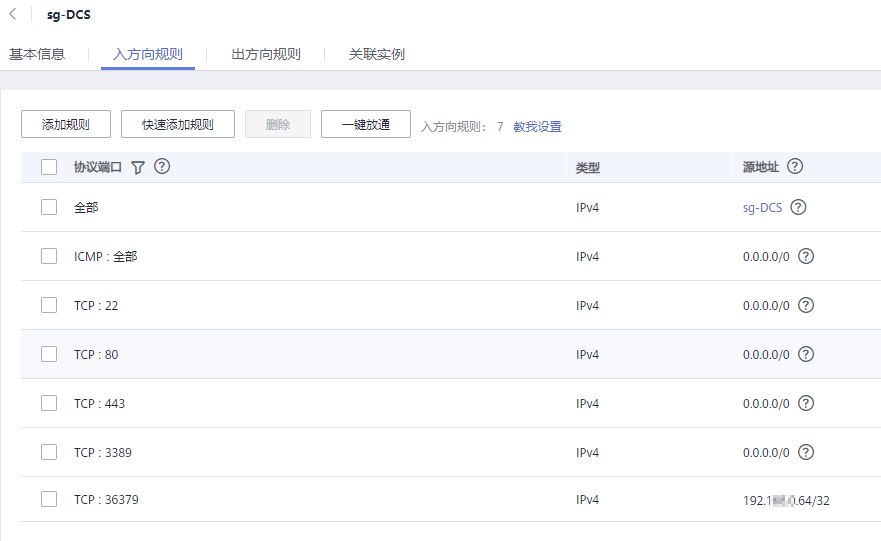 sg-DCS
基本信息 入方向规则 出方向规则 关联实例
添加规则 快速添加规则 删除 一键放通 入方向规则： 7 教我设置
协议端口 类型 源地址
全部 IPv4 sg-DCS
ICMP : 全部 IPv4 0.0.0.0/0
TCP : 22 IPv4 0.0.0.0/0
TCP : 80 IPv4 0.0.0.0/0
TCP : 443 IPv4 0.0.0.0/0
TCP : 3389 IPv4 0.0.0.0/0
TCP : 36379 IPv4